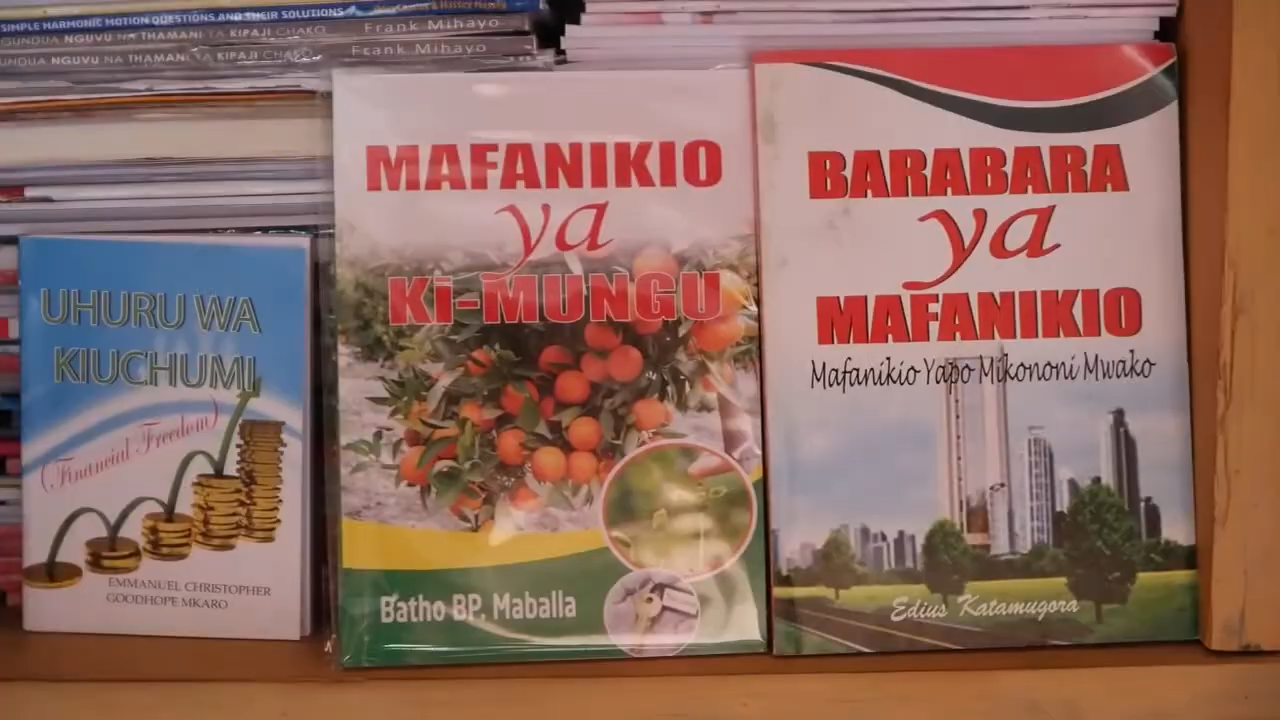 SIMPLE HARMONIC MOTION QUESTIONS AND THEIR SOLUTIONS
GUNDUA NGUVU NA THAMANI YA KIPAJI CHAKO Frank Mihayo
GUNDUA NGUVU NA THAMANI YA KIPAJI CHAKO Frank Mihayo
UHURU WA
KIUCHUMI
(Financial Freedom)
EMMANUEL CHRISTOPHER
GOODHOPE MKARO
MAFANIKIO
ya
Ki-MUNGU
Batho BP. Maballa
BARABARA
ya
MAFANIKIO
Mafanikio Yapo Mikononi Mwako
Edius Katamugora